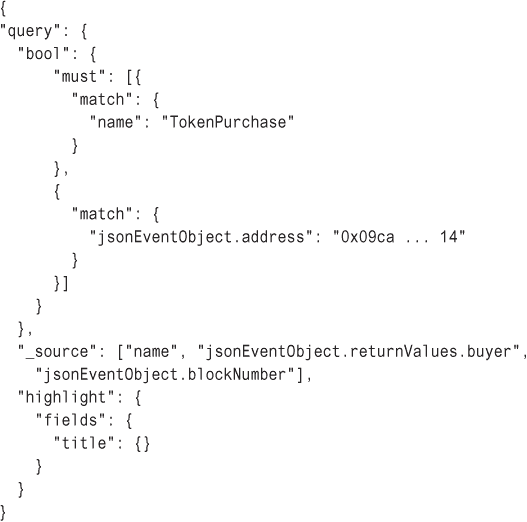 {
"query": {
  "bool": {
      "must": [{
        "match": {
          "name": "TokenPurchase"
        }
      },
      {
        "match": {
          "jsonEventObject.address": "0x09ca ... 14"
        }
      }]
    }
  },
  "_source": ["name", "jsonEventObject.returnValues.buyer",
    "jsonEventObject.blockNumber"],
  "highlight": {
    "fields": {
      "title": {}
    }
  }
}